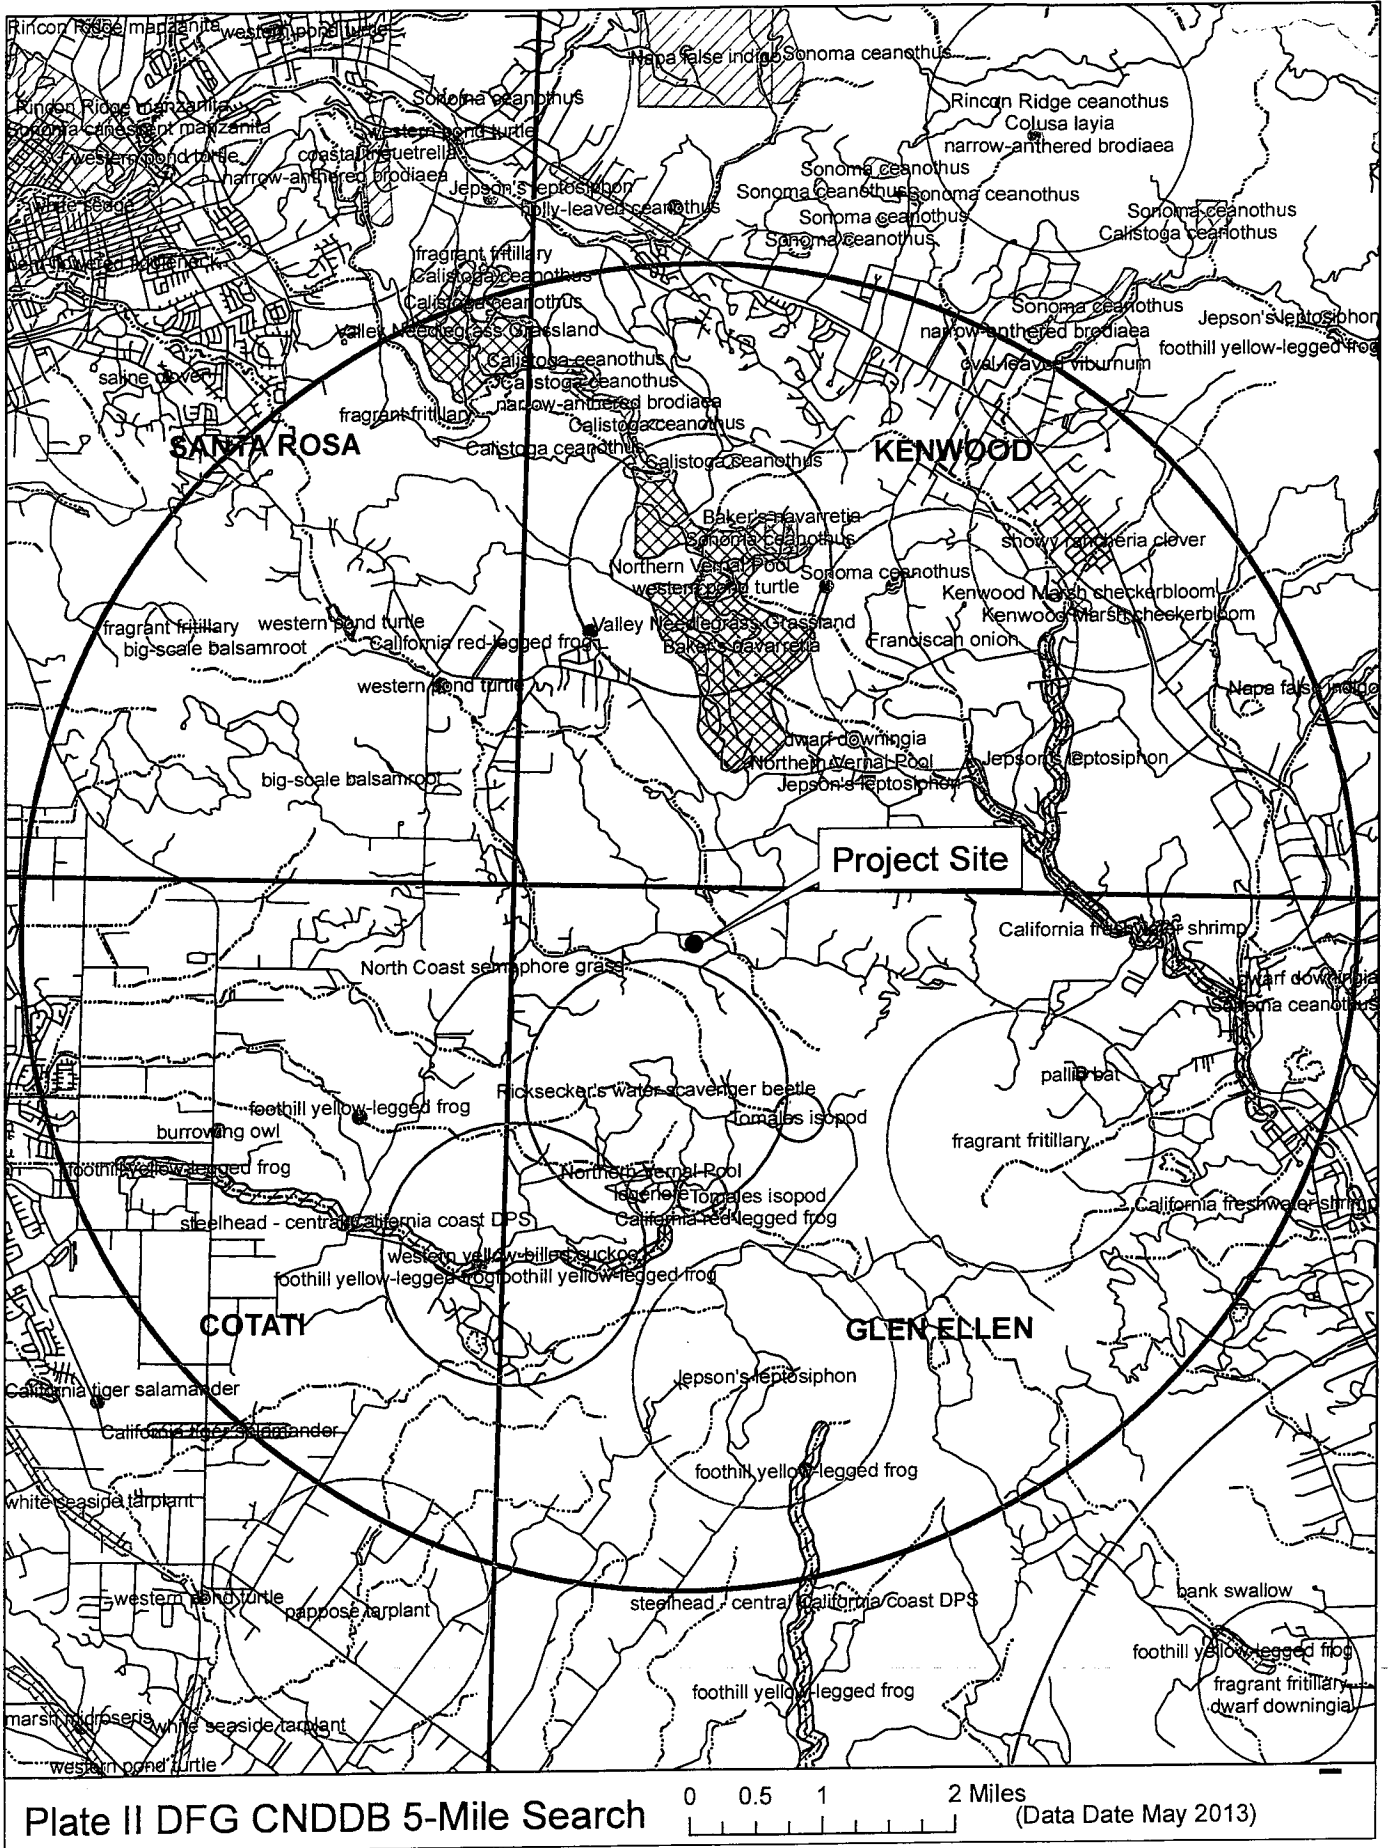 Rincon Ridge manzanita
western pond turtle
Napa false indigo
Sonoma ceanothus
Sonoma ceanothus
Rincon Ridge ceanothus
Rincon Ridge manzanita
Colusa layia
Sonoma canescent manzanita
western pond turtle
narrow-anthered brodiaea
western pond turtle
coastal triquetrella
Sonoma ceanothus
narrow-anthered brodiaea
Jepson's leptosiphon
Sonoma ceanothus
Sonoma ceanothus
white sedge
holly-leaved ceanothus
Sonoma ceanothus
Sonoma ceanothus
Sonoma ceanothus
Calistoga ceanothus
fragrant fritillary
Calistoga ceanothus
Calistoga ceanothus
Sonoma ceanothus
Jepson's leptosiphon
Valley Needlegrass Grassland
narrow-anthered brodiaea
foothill yellow-legged frog
Calistoga ceanothus
oval-leaved viburnum
saline clover
Calistoga ceanothus
narrow-anthered brodiaea
fragrant fritillary
Calistoga ceanothus
SANTA ROSA
Calistoga ceanothus
KENWOOD
Calistoga ceanothus
Baker's navarretia
Sonoma ceanothus
showy rancheria clover
Northern Vernal Pool
Sonoma ceanothus
western pond turtle
Kenwood Marsh checkerbloom
Kenwood Marsh checkerbloom
fragrant fritillary
western pond turtle
Valley Needlegrass Grassland
big-scale balsamroot
California red-legged frog
Baker's navarretia
Franciscan onion
western pond turtle
Napa false indigo
dwarf downingia
Northern Vernal Pool
Jepson's leptosiphon
big-scale balsamroot
Jepson's leptosiphon
Project Site
California freshwater shrimp
North Coast semaphore grass
dwarf downingia
Sonoma ceanothus
pallid bat
Ricksecker's water scavenger beetle
foothill yellow-legged frog
Tomales isopod
burrowing owl
fragrant fritillary
foothill yellow-legged frog
Northern Vernal Pool
legenere
Tomales isopod
California freshwater shrimp
steelhead - central California coast DPS
California red-legged frog
western yellow-billed cuckoo
foothill yellow-legged frog
foothill yellow-legged frog
COTATI
GLEN ELLEN
Jepson's leptosiphon
California tiger salamander
California tiger salamander
foothill yellow-legged frog
white seaside tarplant
western pond turtle
pappose tarplant
steelhead - central California coast DPS
bank swallow
foothill yellow-legged frog
fragrant fritillary
foothill yellow-legged frog
dwarf downingia
marsh microseris
white seaside tarplant
western pond turtle
Plate II DFG CNDDB 5-Mile Search
0 0.5 1 2 Miles
(Data Date May 2013)